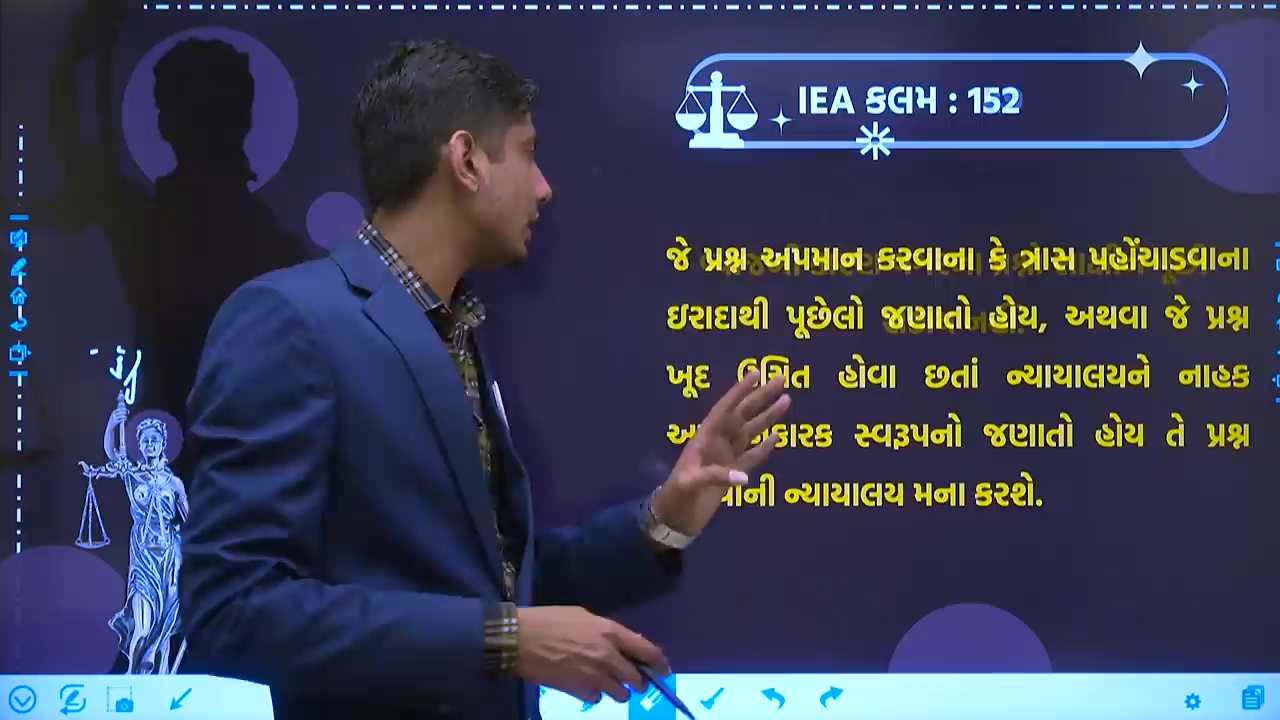 IEA કલમ : 152
જે પ્રશ્ન અપમાન કરવાના કે ત્રાસ પહોંચાડવાના
ઇરાદાથી પૂછેલો જણાતો હોય, અથવા જે પ્રશ્ન
ખૂદ ઉચિત હોવા છતાં ન્યાયાલયને નાહક
સ્વરૂપનો જણાતો હોય તે પ્રશ્ન
ન્યાયાલય મના કરશે.